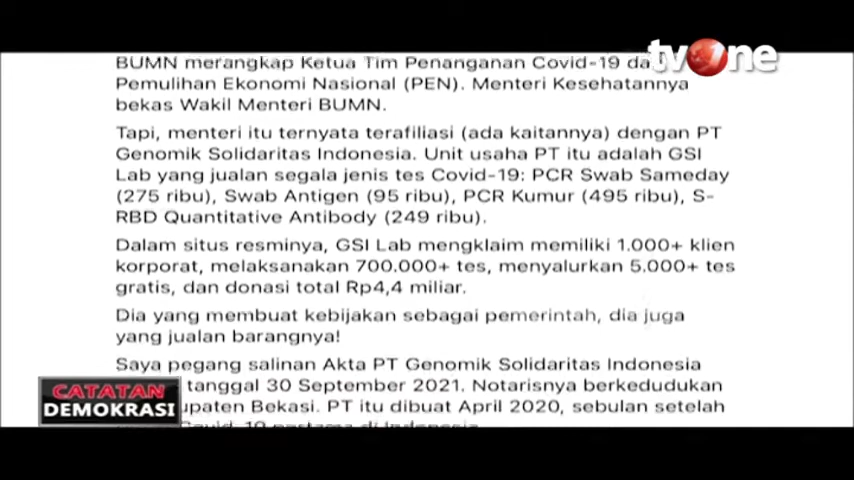 tvOne
BUMN merangkap Ketua Tim Penanganan Covid-19 da
Pemulihan Ekonomi Nasional (PEN). Menteri Kesehatannya
bekas Wakil Menteri BUMN.
Tapi, menteri itu ternyata terafiliasi (ada kaitannya) dengan PT
Genomik Solidaritas Indonesia. Unit usaha PT itu adalah GSI
Lab yang jualan segala jenis tes Covid-19: PCR Swab Sameday
(275 ribu), Swab Antigen (95 ribu), PCR Kumur (495 ribu), S-
RBD Quantitative Antibody (249 ribu).
Dalam situs resminya, GSI Lab mengklaim memiliki 1.000+ klien
korporat, melaksanakan 700.000+ tes, menyalurkan 5.000+ tes
gratis, dan donasi total Rp4,4 miliar.
Dia yang membuat kebijakan sebagai pemerintah, dia juga
yang jualan barangnya!
Saya pegang salinan Akta PT Genomik Solidaritas Indonesia
tanggal 30 September 2021. Notarisnya berkedudukan
upaten Bekasi. PT itu dibuat April 2020, sebulan setelah
Covid-19 pertama di Indonesia
CATATAN
DEMOKRASI